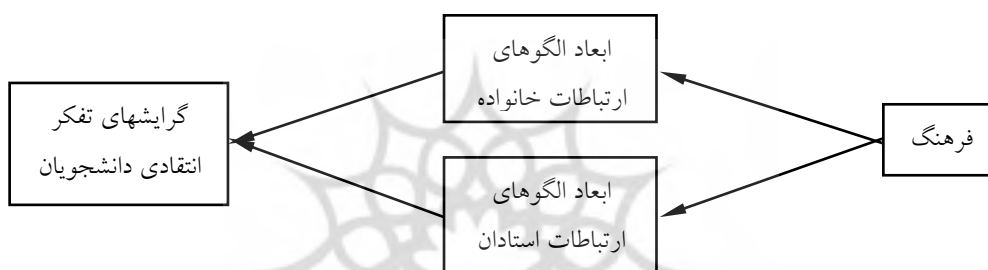 فرهنگ
ابعاد الگوهای
ارتباطات خانواده
ابعاد الگوهای
ارتباطات استادان
گرایشهای تفکر
انتقادی دانشجویان